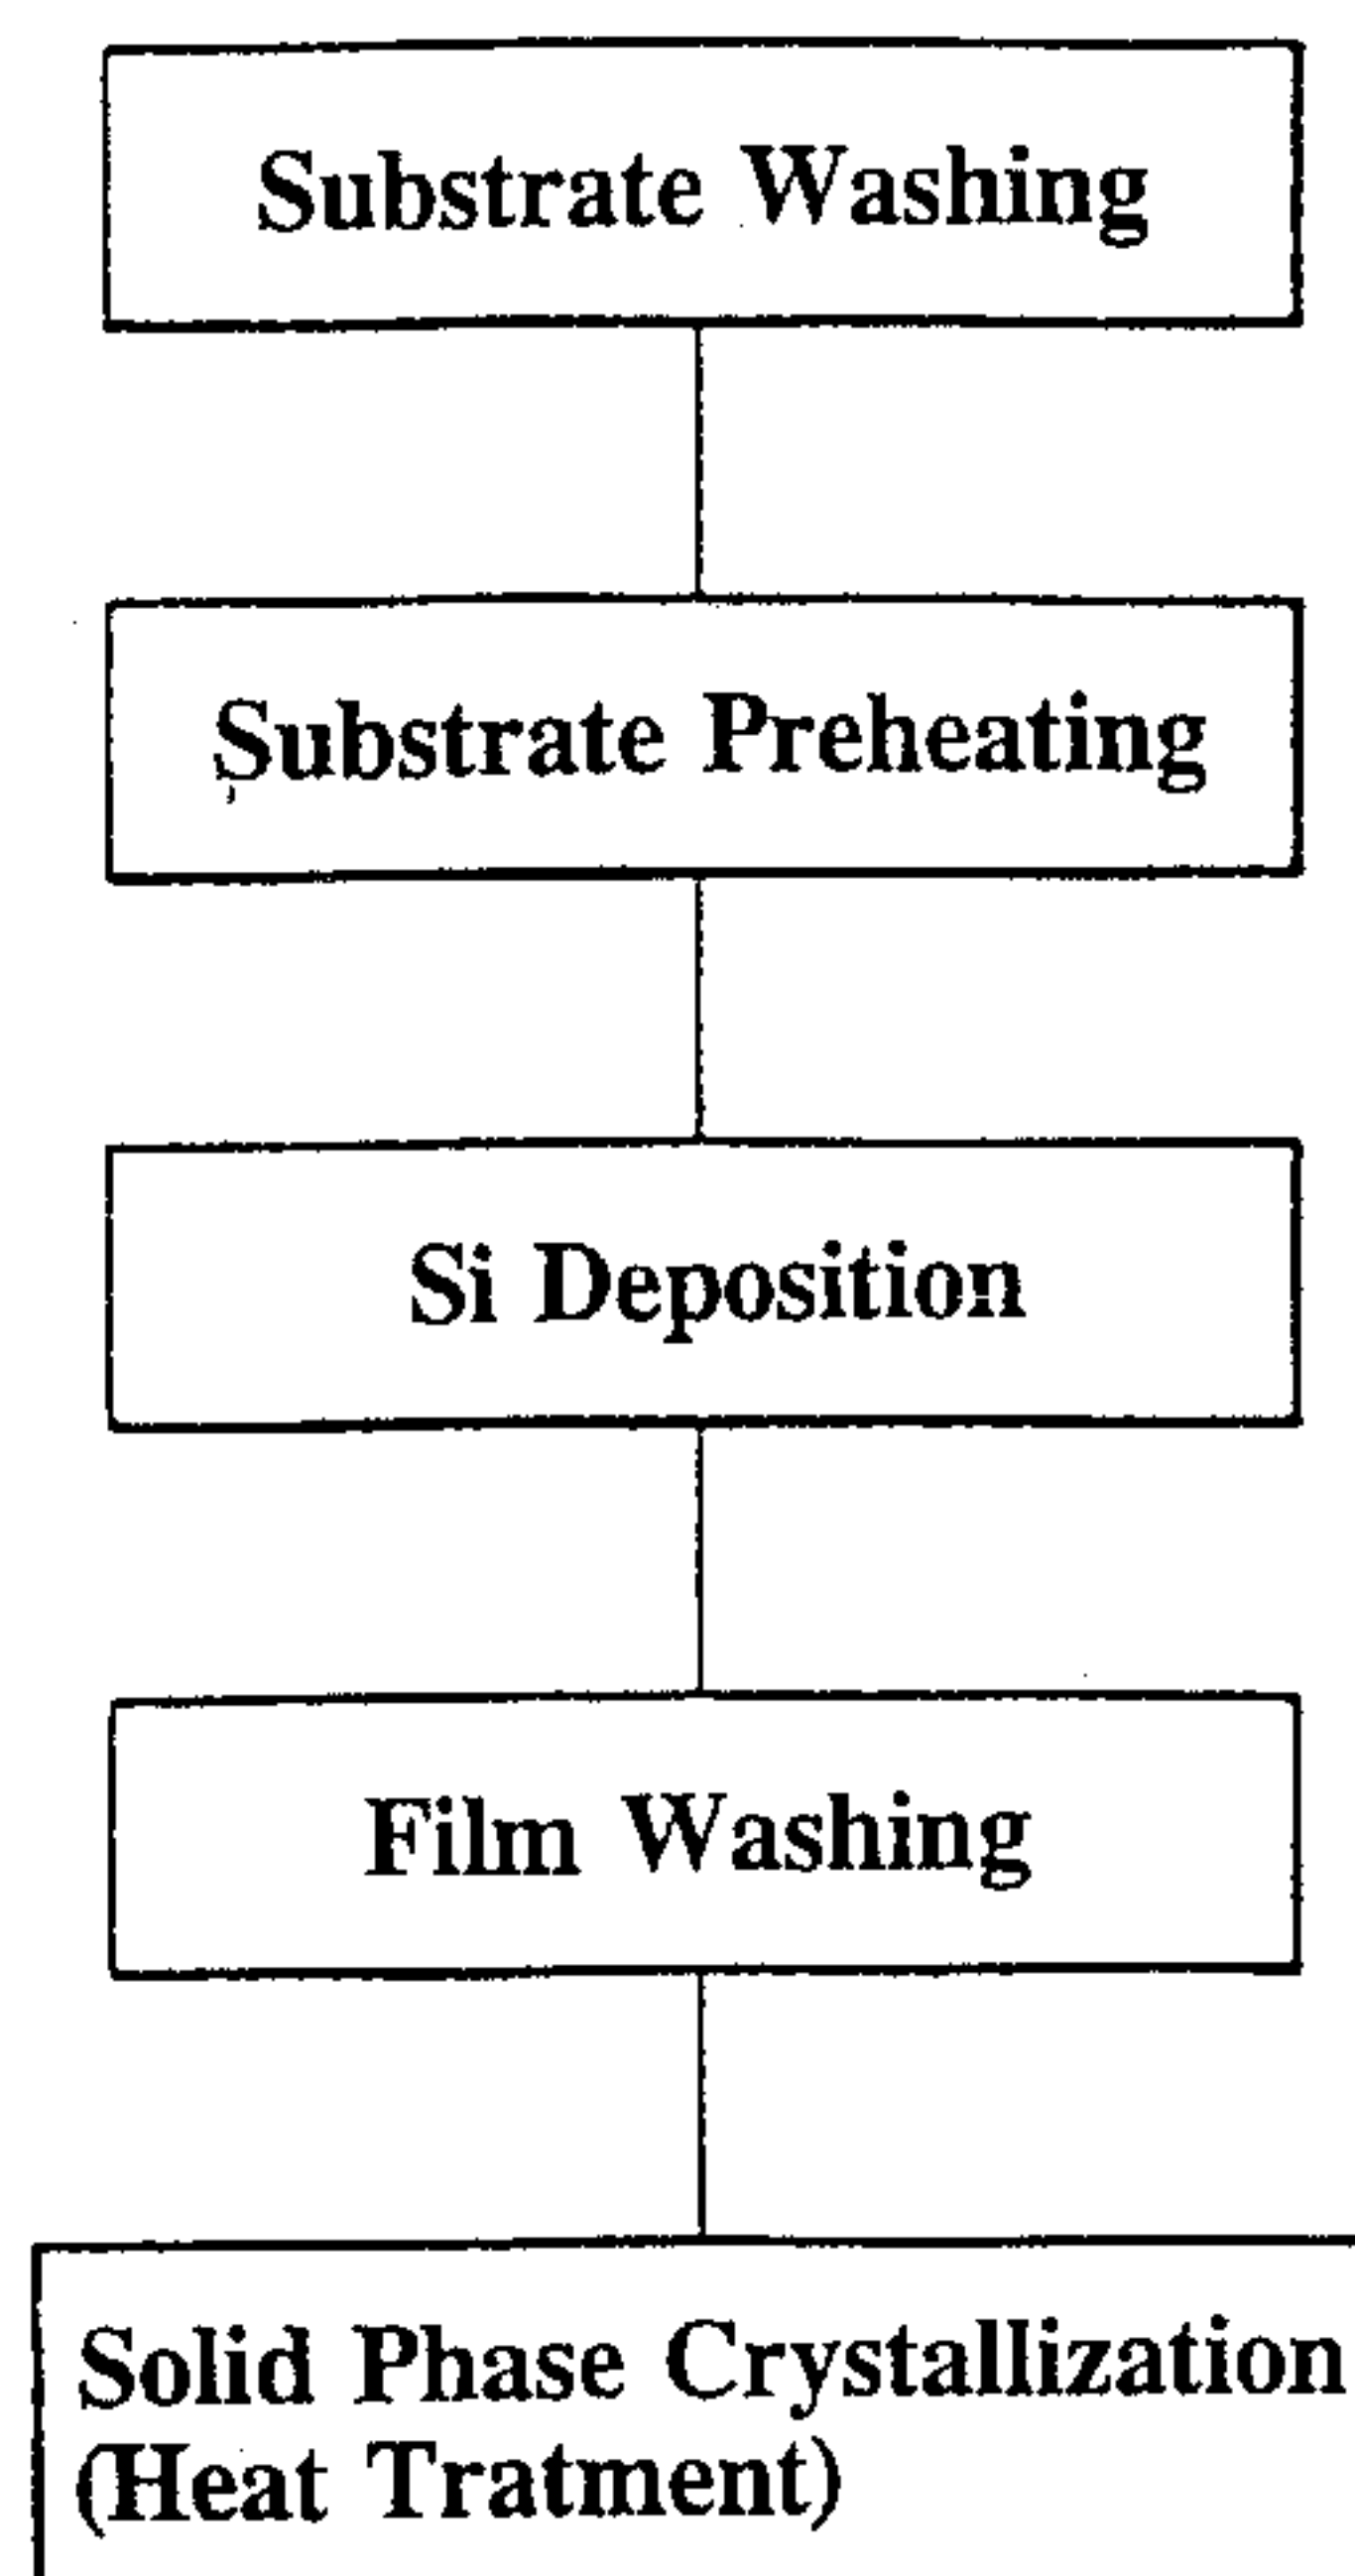 Substrate Washing
Substrate Preheating
Si Deposition
Film Washing
Solid Phase Crystallization
(Heat Tratment)